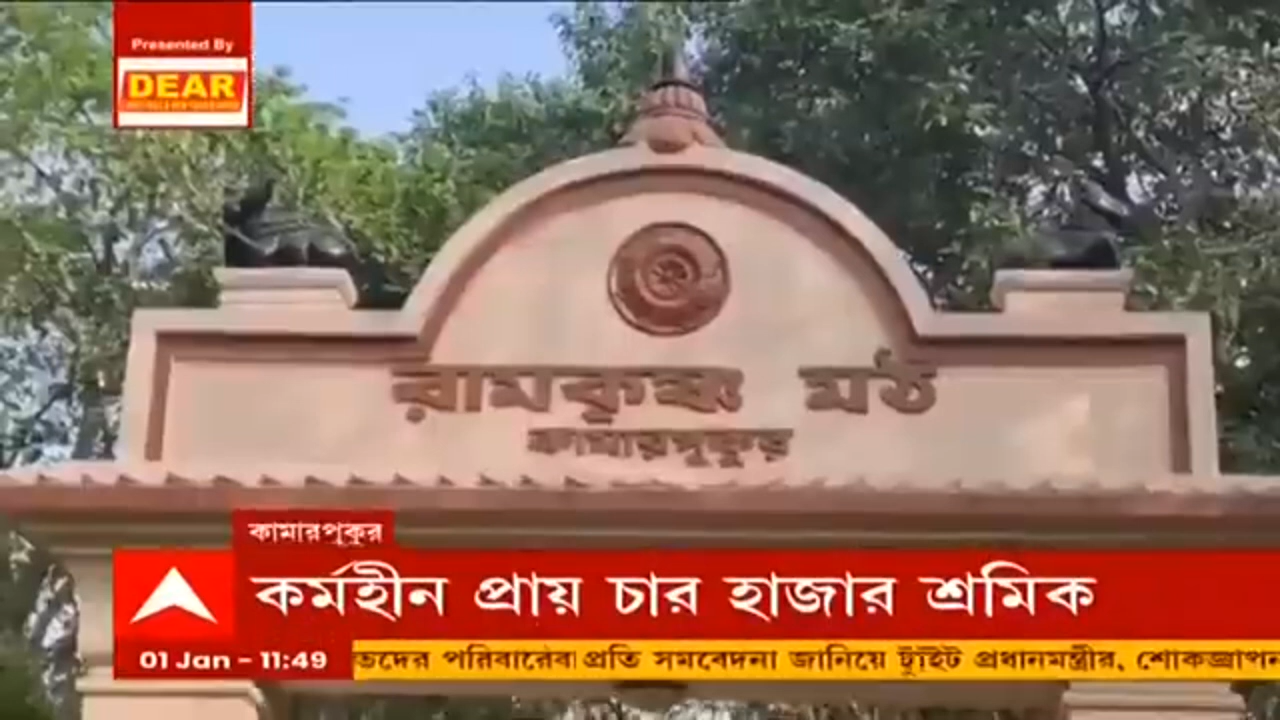 Presented By
DEAR
রামকৃষ্ণ মঠ
কামারপুকুর
কামারপুকুর
কর্মহীন প্রায় চার হাজার শ্রমিক
01 Jan - 11:49
তদের পরিবারের প্রতি সমবেদনা জানিয়ে টুইট প্রধানমন্ত্রীর, শোকজ্ঞাপন